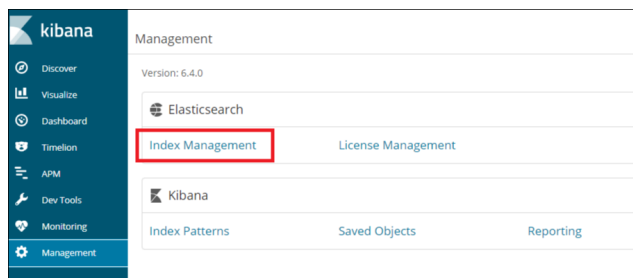 kibana
Discover
Visualize
Dashboard
Timelion
APM
Dev Tools
Monitoring
Management
Management
Version: 6.4.0
Elasticsearch
Index Management License Management
Kibana
Index Patterns Saved Objects Reporting